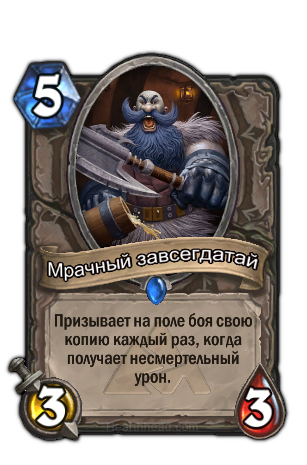 5
Мрачный завсегдатай
Призывает на поле боя свою
копию каждый раз, когда
получает несмертельный
урон.
3
3